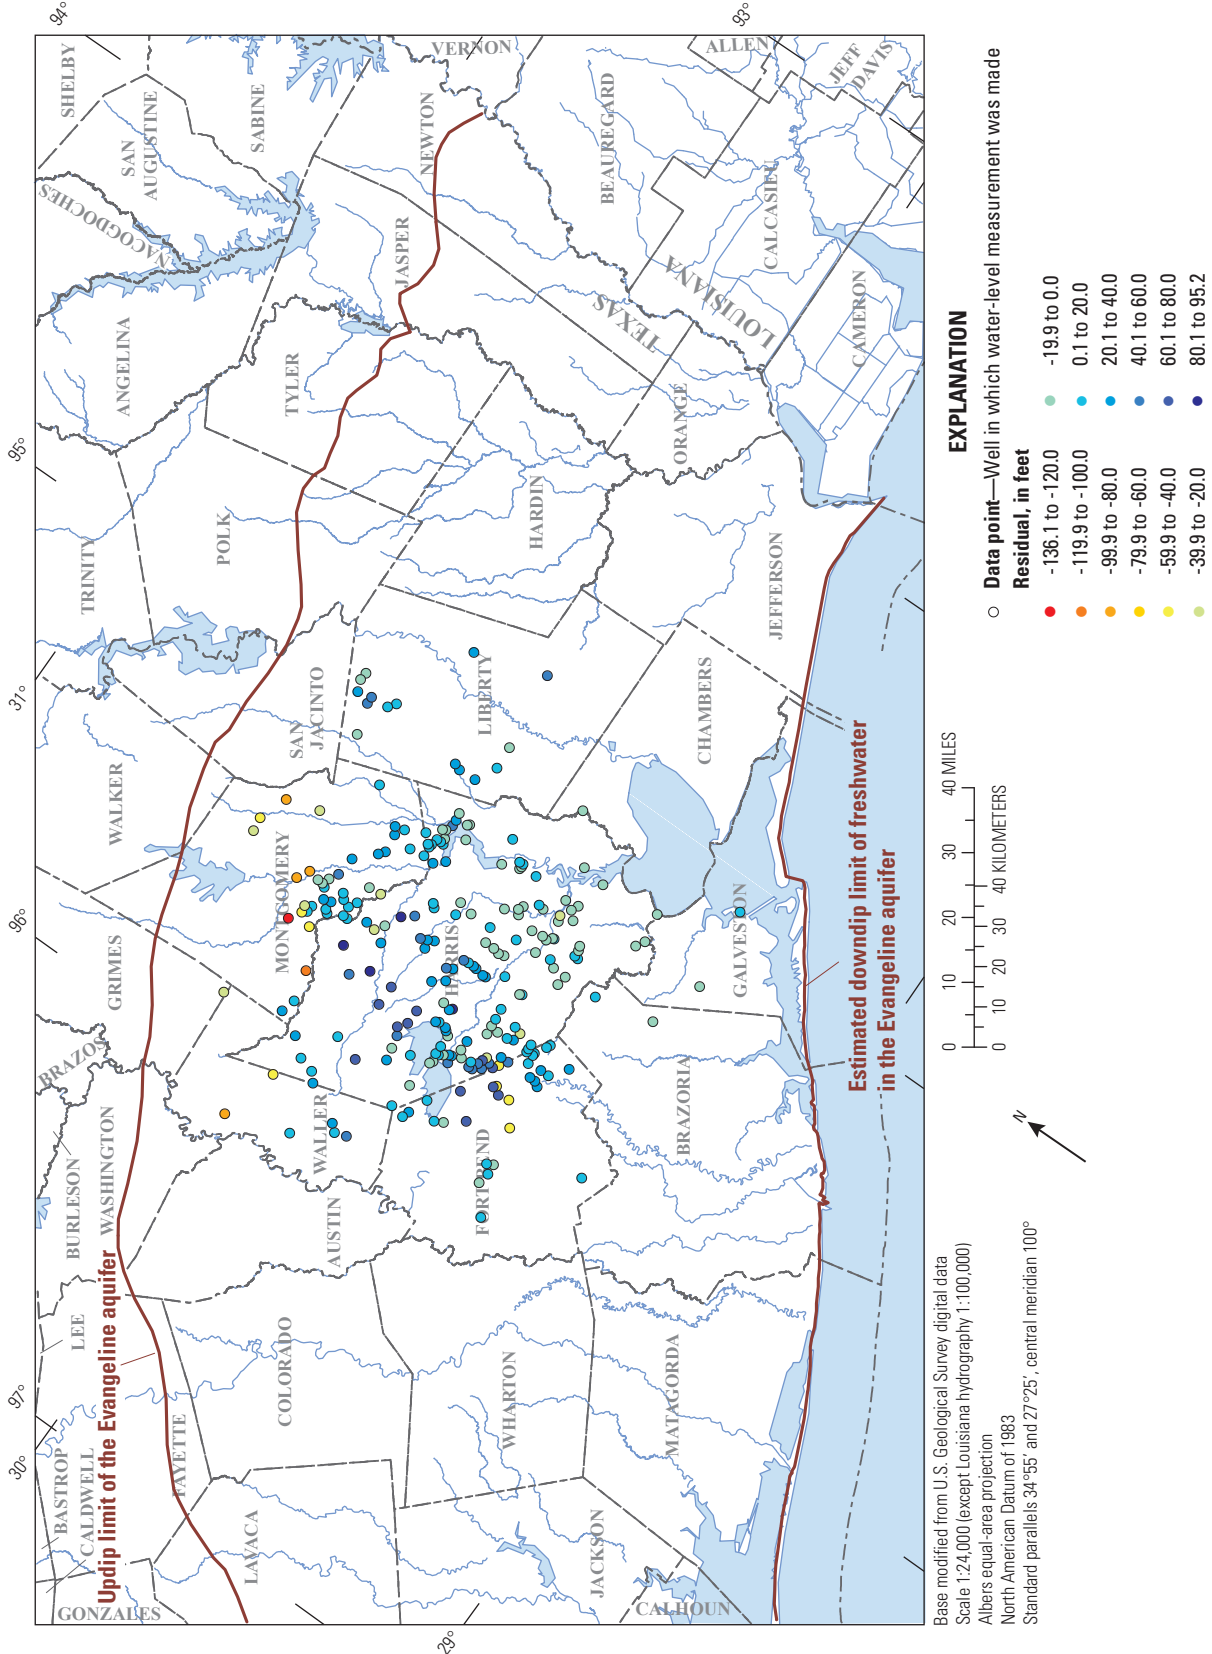 94°
93°
95°
31°
96°
97°
30°
29°
SHELBY
SAN
AUGUSTINE
SABINE
NACOGDOCHES
VERNON
ALLEN
JEFF
DAVIS
NEWTON
BEAUREGARD
ANGELINA
JASPER
CALCASIEU
TEXAS
LOUISIANA
CAMERON
TYLER
ORANGE
TRINITY
POLK
HARDIN
JEFFERSON
WALKER
SAN
JACINTO
LIBERTY
CHAMBERS
GRIMES
MONTGOMERY
HARRIS
GALVESTON
BRAZOS
BURLESON
WASHINGTON
WALLER
AUSTIN
FORT BEND
BRAZORIA
LEE
BASTROP
CALDWELL
FAYETTE
COLORADO
WHARTON
MATAGORDA
GONZALES
LAVACA
JACKSON
CALHOUN
Updip limit of the Evangeline aquifer
Estimated downdip limit of freshwater
in the Evangeline aquifer
0 10 20 30 40 MILES
0 10 20 30 40 KILOMETERS
N
Base modified from U.S. Geological Survey digital data
Scale 1:24,000 (except Louisiana hydrography 1:100,000)
Albers equal-area projection
North American Datum of 1983
Standard parallels 34°55′ and 27°25′, central meridian 100°
EXPLANATION
Data point—Well in which water-level measurement was made
Residual, in feet
-136.1 to -120.0
-119.9 to -100.0
-99.9 to -80.0
-79.9 to -60.0
-59.9 to -40.0
-39.9 to -20.0
-19.9 to 0.0
0.1 to 20.0
20.1 to 40.0
40.1 to 60.0
60.1 to 80.0
80.1 to 95.2